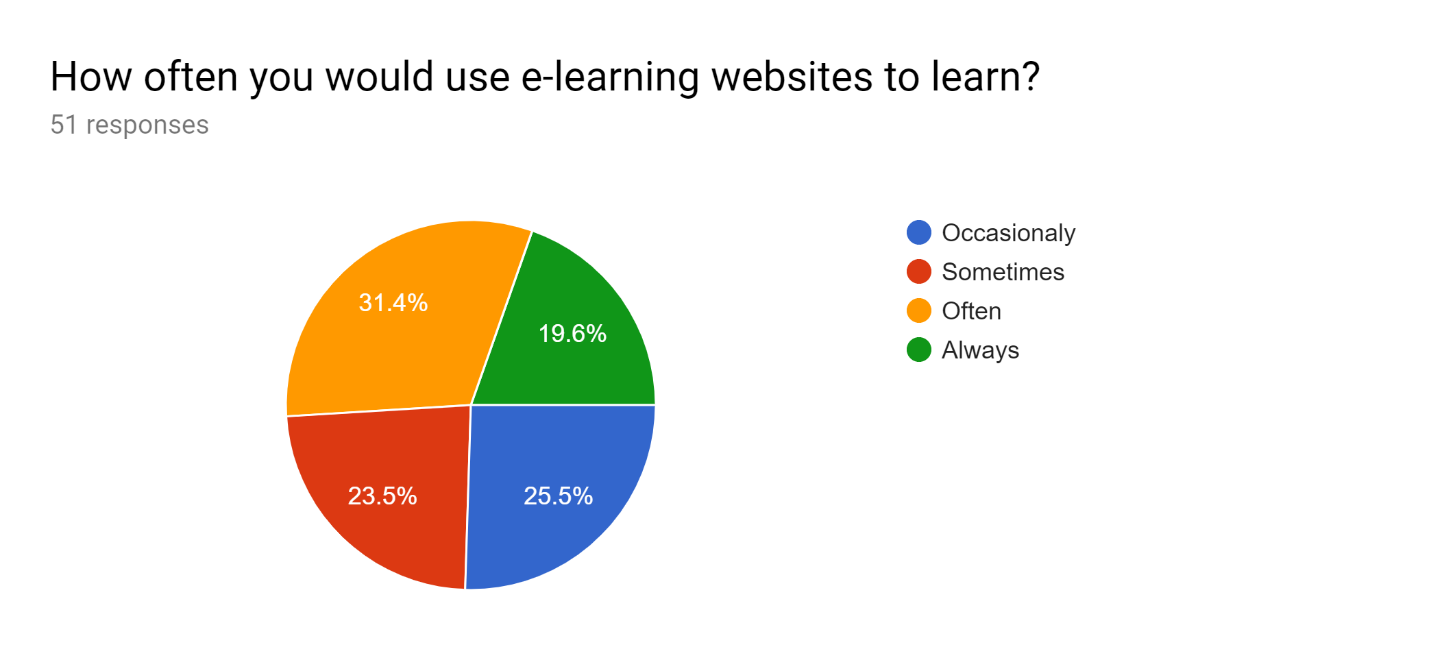 How often you would use e-learning websites to learn?
51 responses
Occasionaly
Sometimes
Often
Always
31.4%
19.6%
23.5%
25.5%